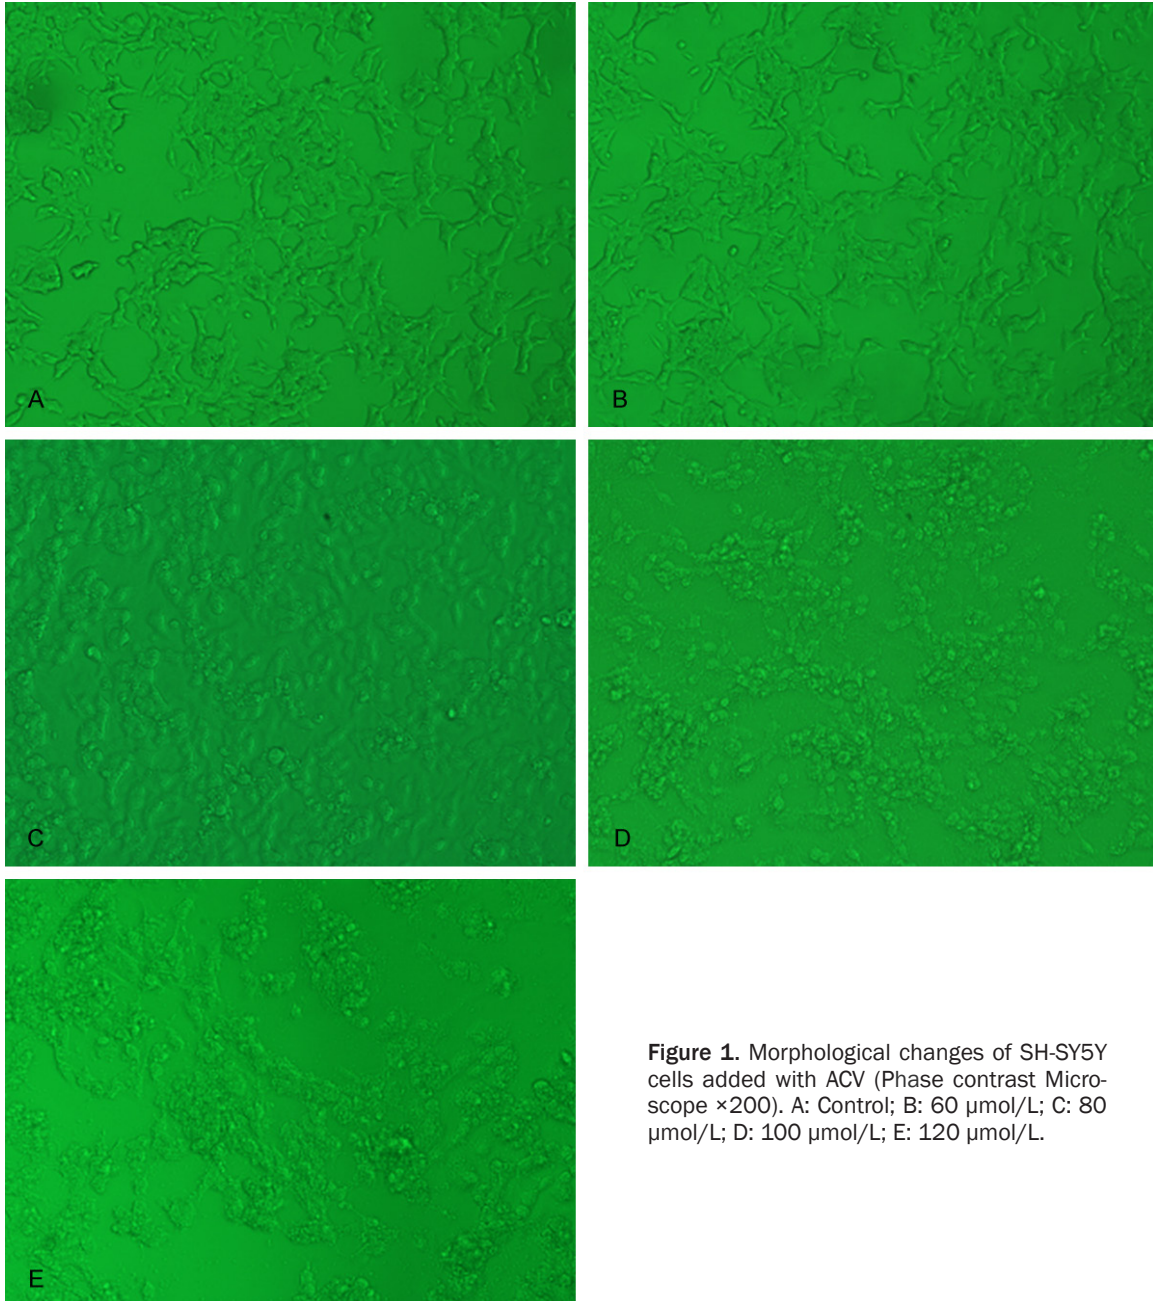 A
B
C
D
E
Figure 1. Morphological changes of SH-SY5Y
cells added with ACV (Phase contrast Micro-
scope ×200). A: Control; B: 60 µmol/L; C: 80
µmol/L; D: 100 µmol/L; E: 120 µmol/L.